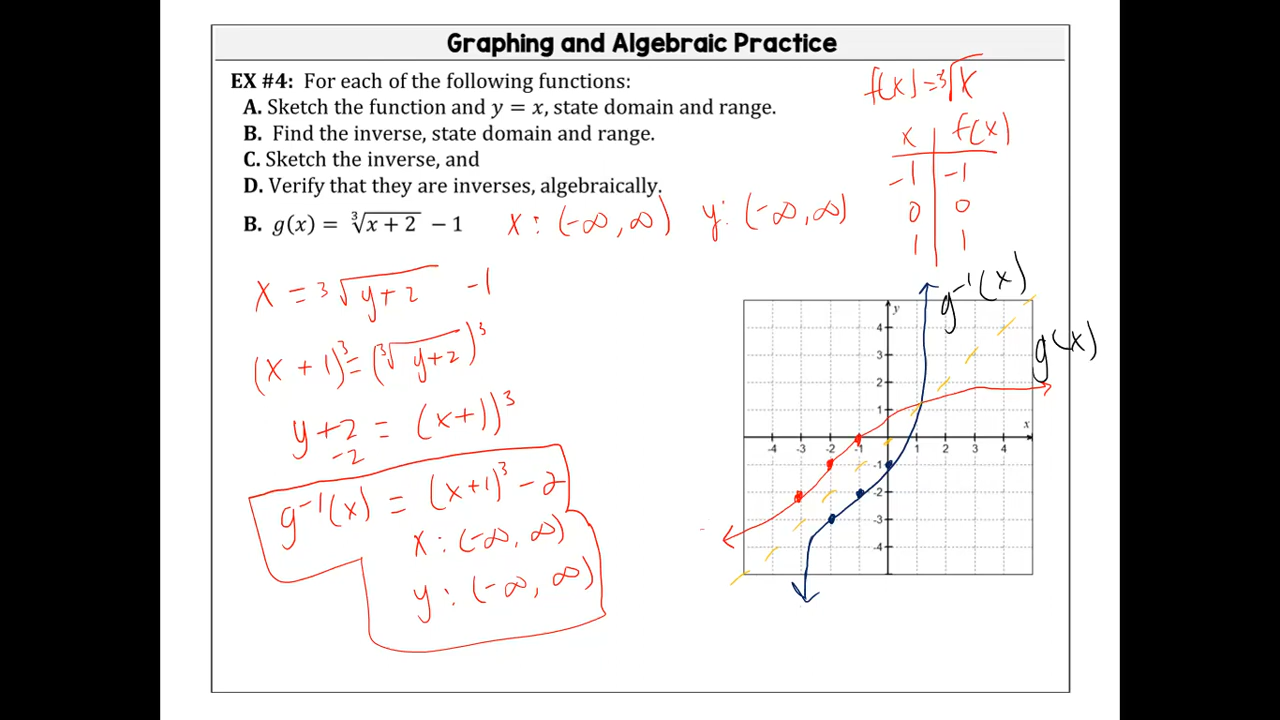 Graphing and Algebraic Practice
EX #4: For each of the following functions:
A. Sketch the function and y = x, state domain and range.
B. Find the inverse, state domain and range.
C. Sketch the inverse, and
D. Verify that they are inverses, algebraically.
B. g(x) = ∛(x + 2) − 1
x : (-∞, ∞) y: (-∞, ∞)
f(x) = ³√x
x f(x)
-1 -1
0 0
1 1
x = ³√(y+2) -1
(x + 1)³ = (³√(y+2))³
y+2 = (x+1))³
-2
g⁻¹(x) = (x+1)³ - 2
x : (-∞, ∞)
y : (-∞, ∞)
g⁻¹(x)
g(x)
y
4
3
2
1
x
-4 -3 -2 -1 1 2 3 4
-1
-2
-3
-4